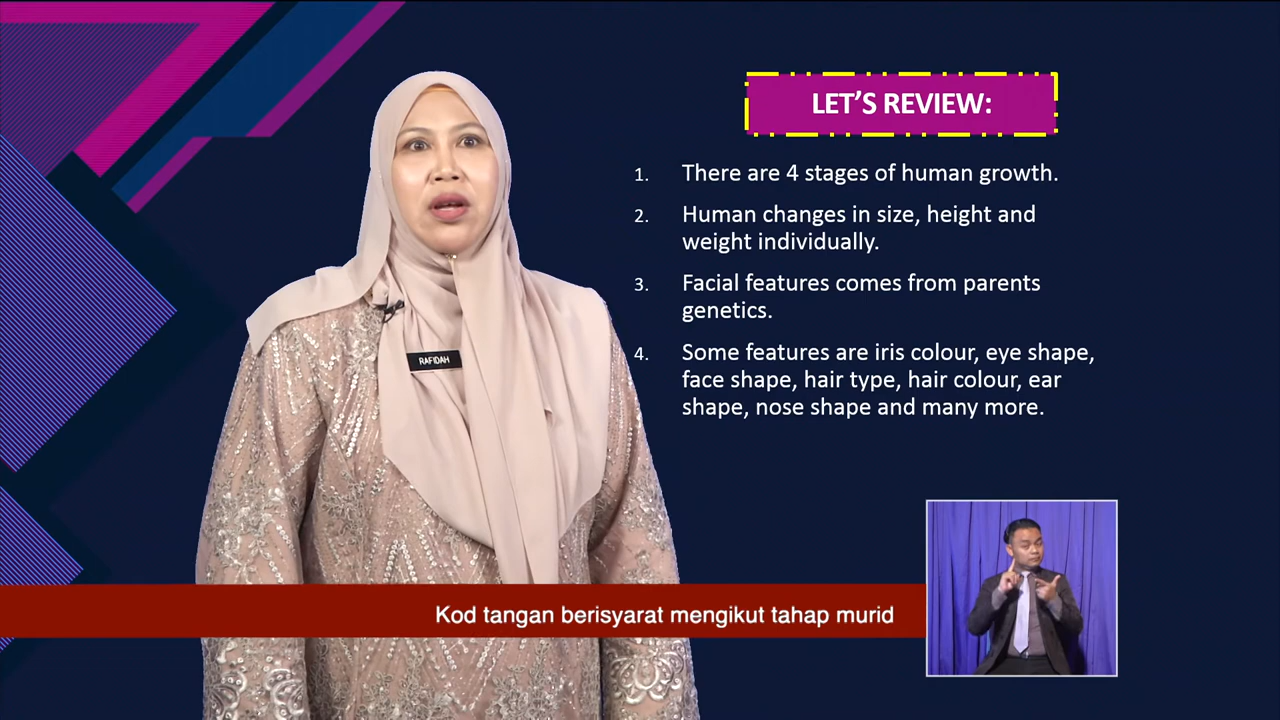 LET'S REVIEW:
1. There are 4 stages of human growth.
2. Human changes in size, height and
weight individually.
3. Facial features comes from parents
genetics.
4. Some features are iris colour, eye shape,
face shape, hair type, hair colour, ear
shape, nose shape and many more.
RAFIDAH
Kod tangan berisyarat mengikut tahap murid